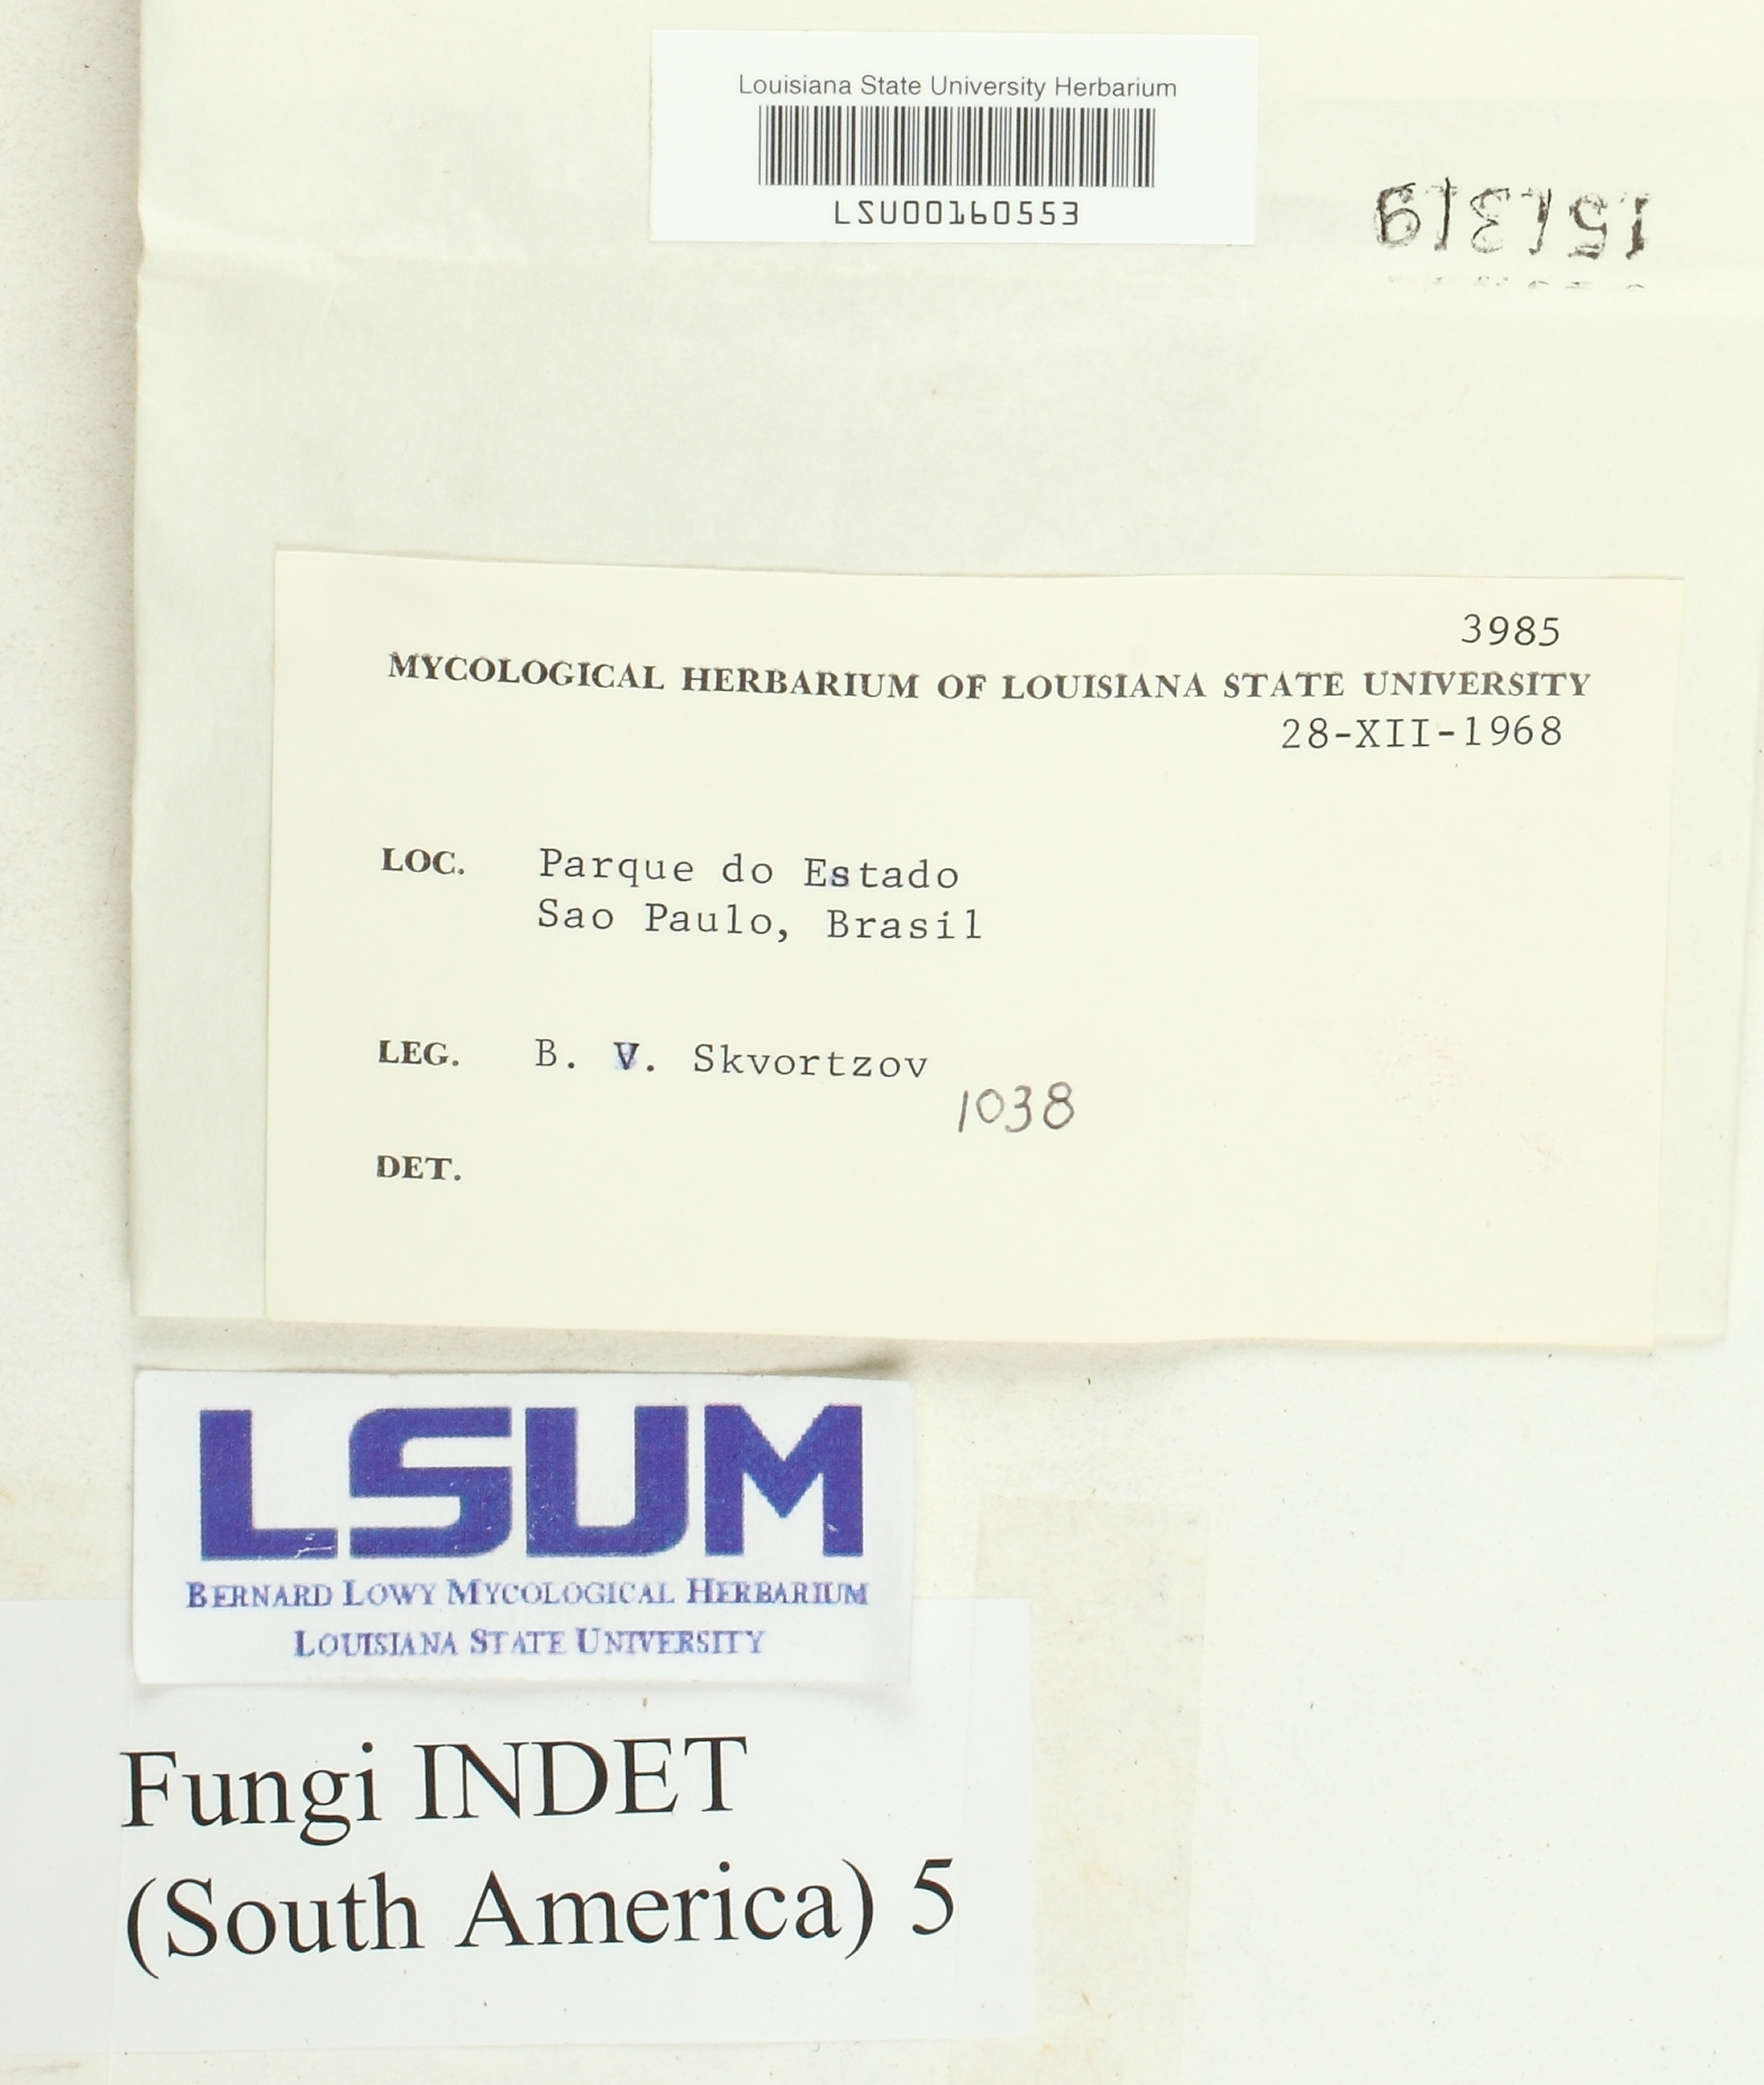 Louisiana State University Herbarium
LSU00160553
3985
MYCOLOGICAL HERBARIUM OF LOUISIANA STATE UNIVERSITY
28-XII-1968
LOC. Parque do Estado
Sao Paulo, Brasil
LEG. B. V. Skvortzov
1038
DET.
LSUM
BERNARD LOWY MYCOLOGICAL HERBARIUM
LOUISIANA STATE UNIVERSITY
Fungi INDET
(South America) 5